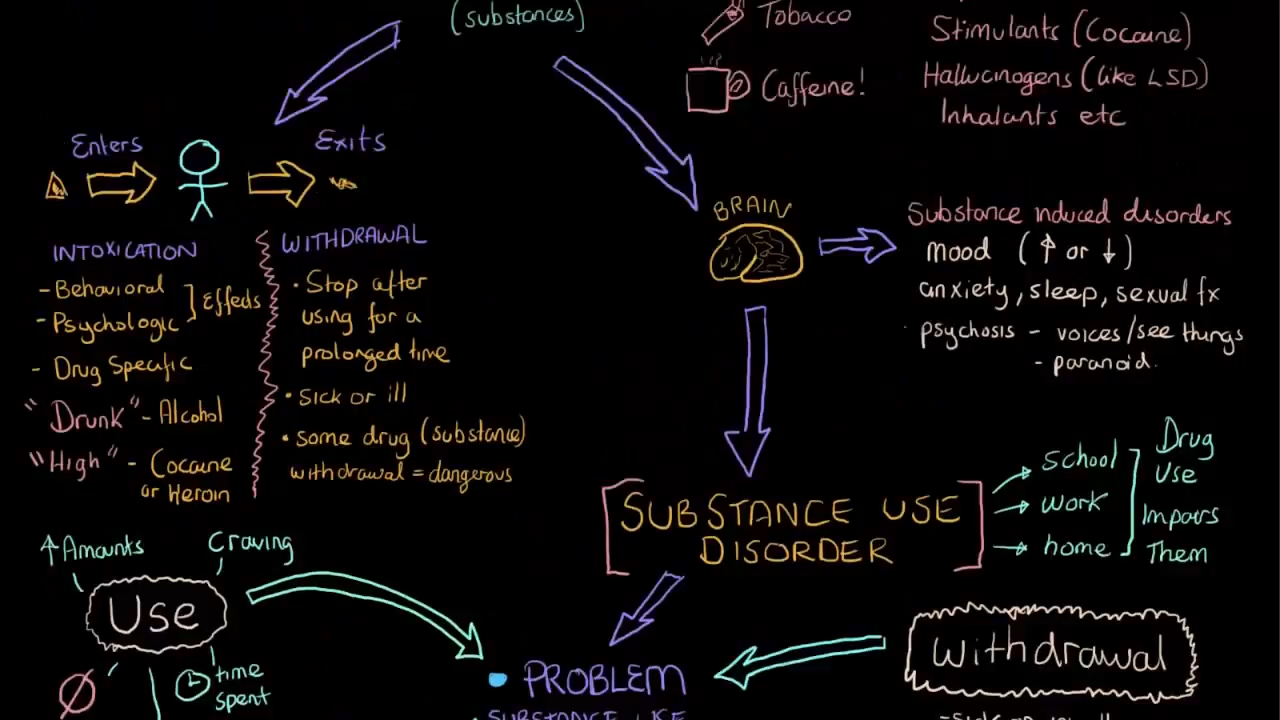 (substances)
Tobacco
Caffeine!
Stimulants (Cocaine)
Hallucinogens (like LSD)
Inhalants etc
Enters
Exits
INTOXICATION
- Behavioral
- Psychologic
Effects
- Drug Specific
"Drunk" - Alcohol
"High" - Cocaine
or Heroin
WITHDRAWAL
• Stop after
using for a
prolonged time
• Sick or ill
• Some drug (substance)
withdrawal = dangerous
BRAIN
Substance induced disorders
mood (↑ or ↓)
anxiety, sleep, sexual fx
psychosis - voices/see things
- paranoid.
SUBSTANCE USE
DISORDER
school
work
home
Drug
Use
Impairs
Them
↑ Amounts
Craving
Use
time
spent
• PROBLEM
SUBSTANCE USE
withdrawal